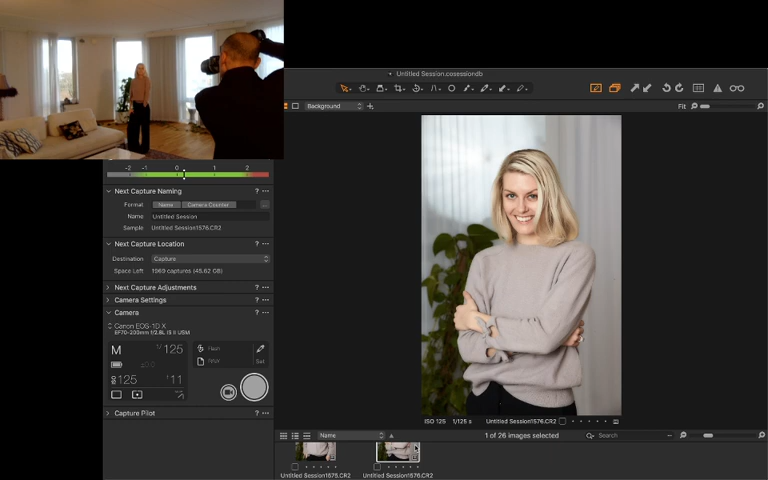 Untitled Session.cosessiondb
Background
Fit
-2 -1 0 1 2
Next Capture Naming ? ...
Format Name Camera Counter
Name Untitled Session
Sample Untitled Session1576.CR2
Next Capture Location ? ...
Destination Capture
Space Left 1969 captures (45.62 GB)
Next Capture Adjustments ? ...
Camera Settings ? ...
Camera ? ...
Canon EOS-1D X
EF70-200mm f/2.8L IS II USM
M 1/125
Flash
±0.0
Set
ISO 125 f 11
Capture Pilot ? ...
ISO 125 1/125 s Untitled Session1576.CR2
Name
1 of 26 images selected
Search
Untitled Session1575.CR2
Untitled Session1576.CR2